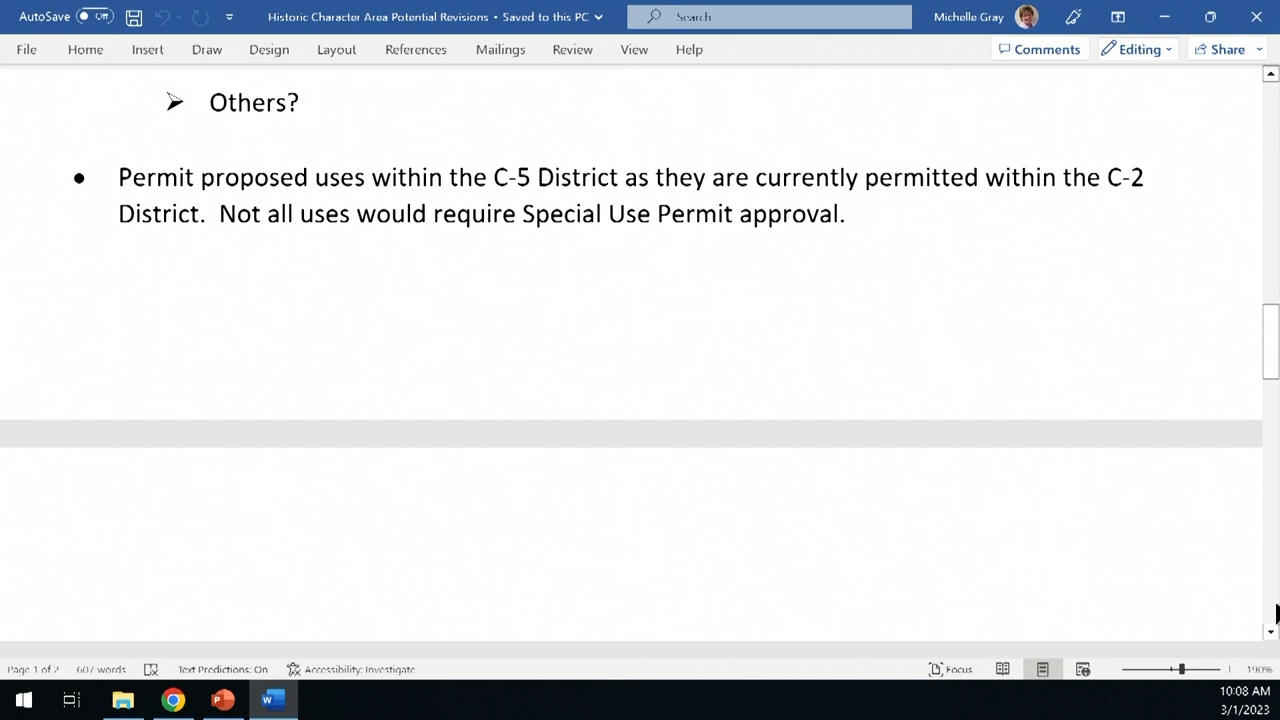 AutoSave Off Historic Character Area Potential Revisions • Saved to this PC Search Michelle Gray
File Home Insert Draw Design Layout References Mailings Review View Help Comments Editing Share
➢ Others?
• Permit proposed uses within the C-5 District as they are currently permitted within the C-2
District. Not all uses would require Special Use Permit approval.
Page 1 of 2 607 words Text Predictions: On Accessibility: Investigate Focus 190%
10:08 AM
3/1/2023